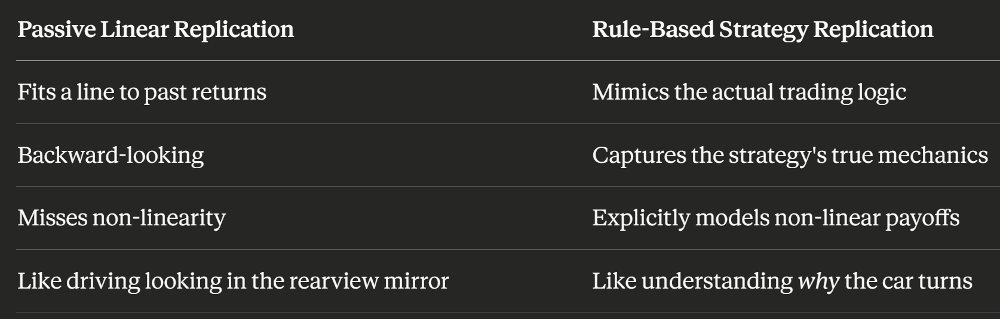 Passive Linear Replication
Rule-Based Strategy Replication
Fits a line to past returns
Mimics the actual trading logic
Backward-looking
Captures the strategy's true mechanics
Misses non-linearity
Explicitly models non-linear payoffs
Like driving looking in the rearview mirror
Like understanding why the car turns